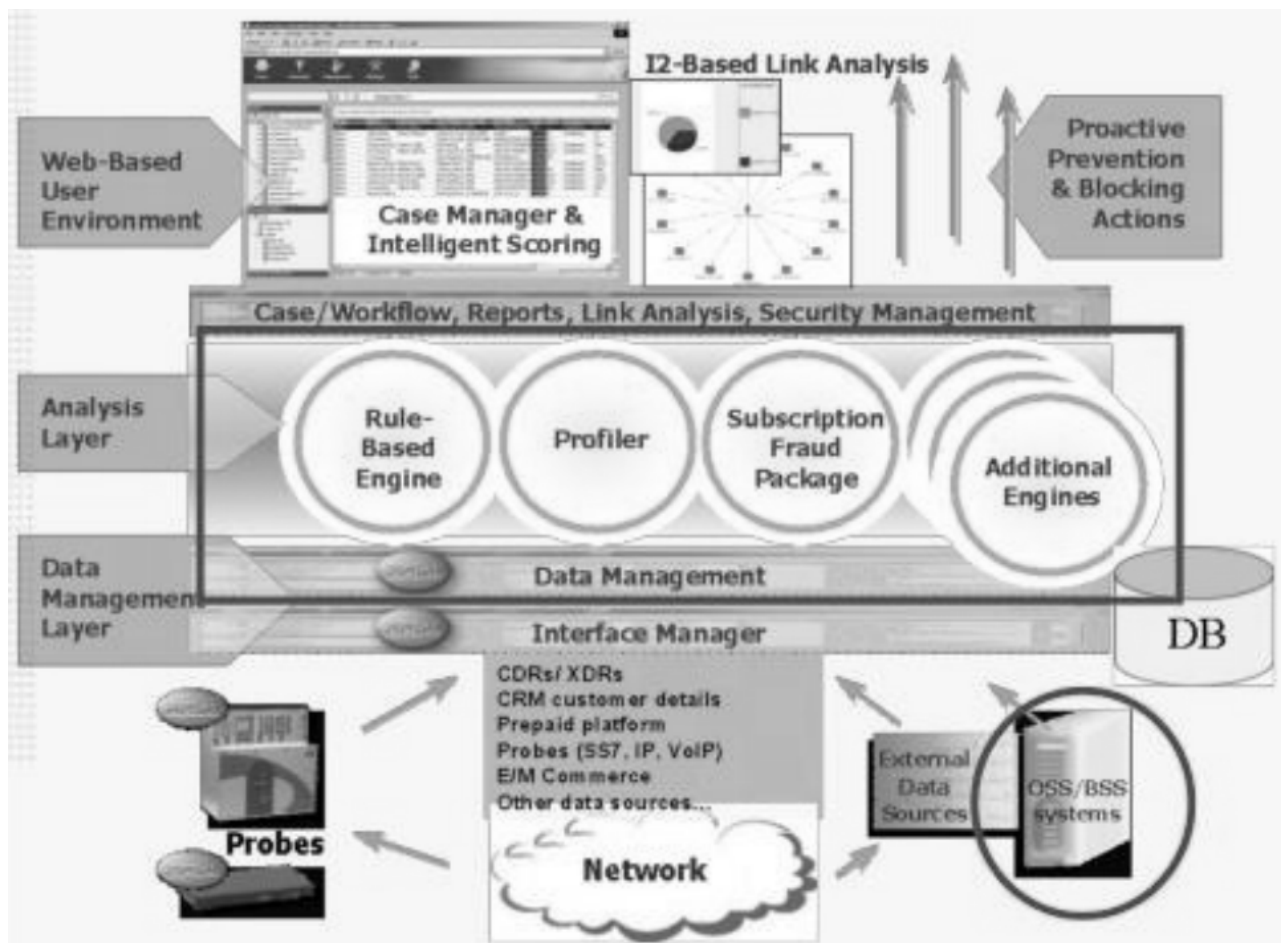 I2-Based Link Analysis
Web-Based
User
Environment
Case Manager &
Intelligent Scoring
Proactive
Prevention
& Blocking
Actions
Case/Workflow, Reports, Link Analysis, Security Management
Analysis
Layer
Rule-
Based
Engine
Profiler
Subscription
Fraud
Package
Additional
Engines
Data
Management
Layer
Data Management
Interface Manager
DB
CDRs/ XDRs
CRM customer details
Prepaid platform
Probes (SS7, IP, VoIP)
E/M Commerce
Other data sources...
External
Data
Sources
OSS/BSS
systems
Probes
Network